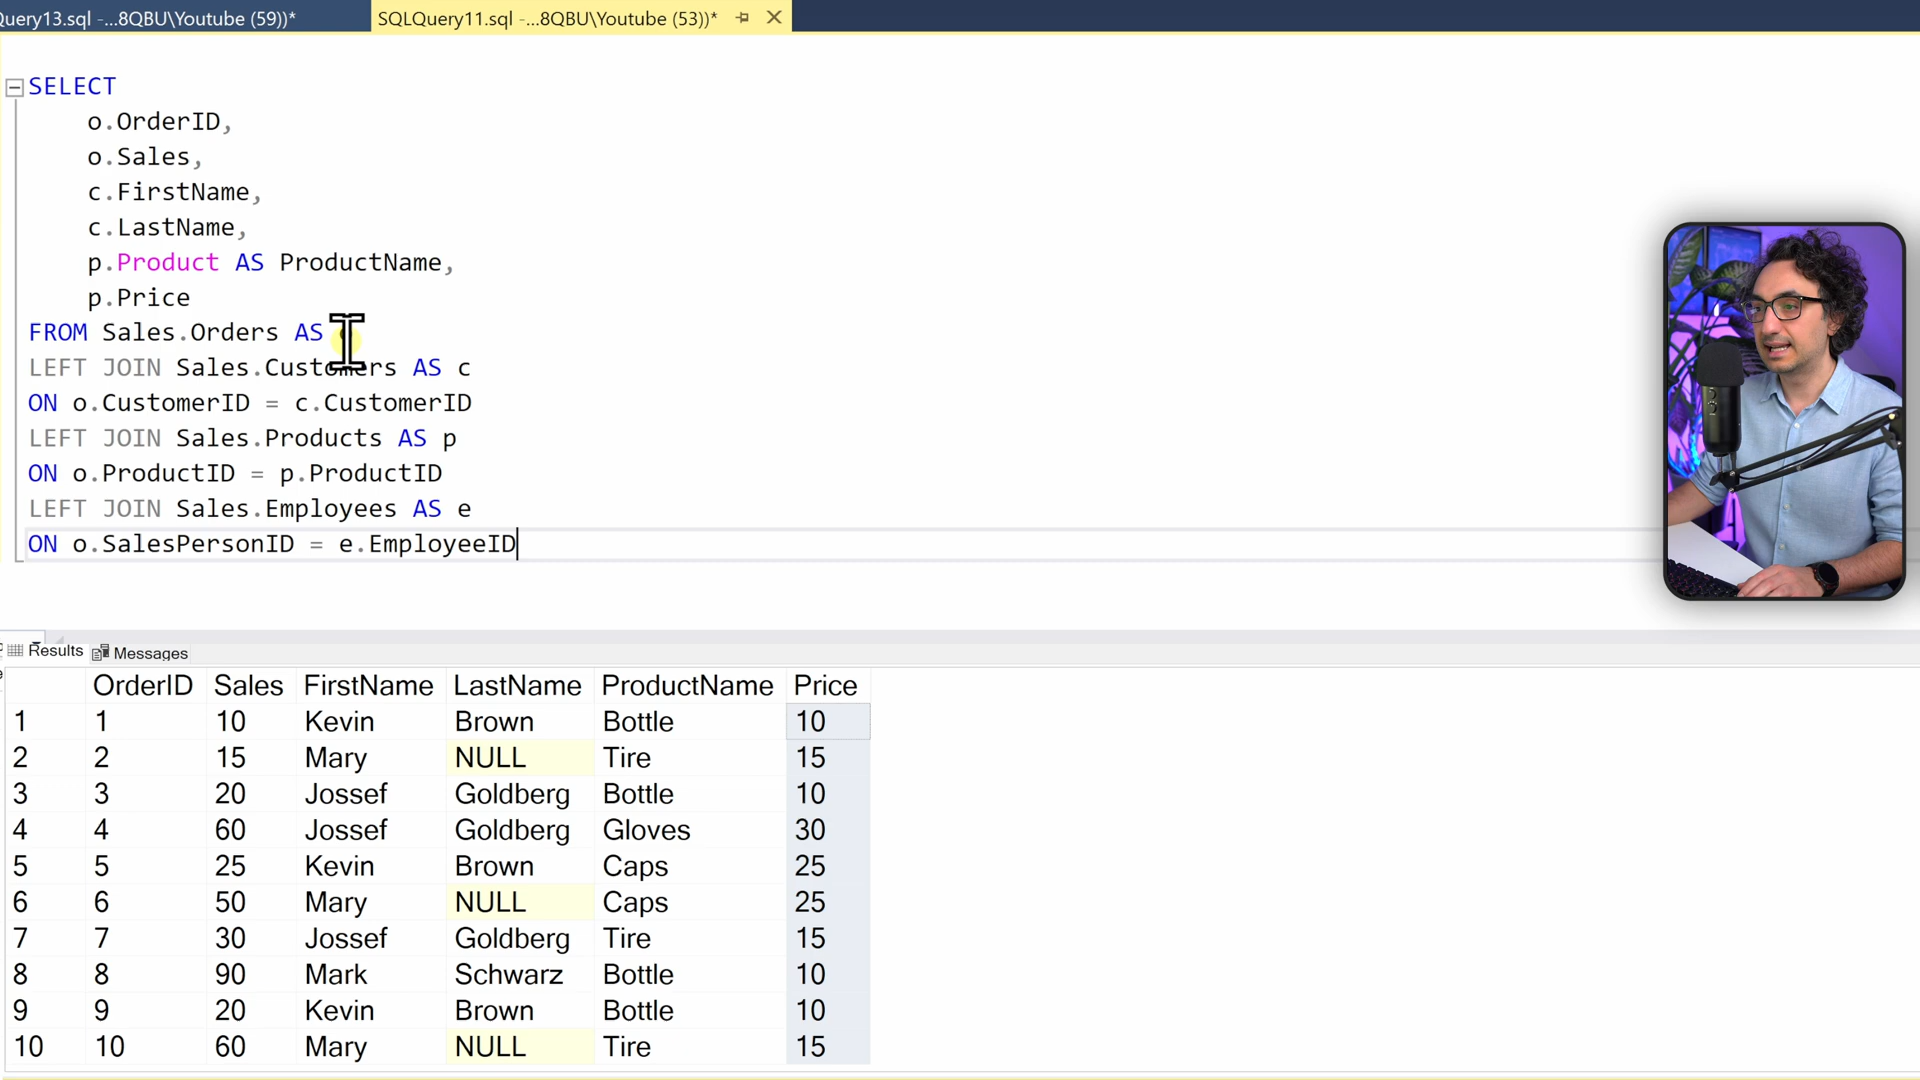 Query13.sql -...8QBU\Youtube (59))*
SQLQuery11.sql -...8QBU\Youtube (53))*
SELECT
o.OrderID,
o.Sales,
c.FirstName,
c.LastName,
p.Product AS ProductName,
p.Price
FROM Sales.Orders AS
LEFT JOIN Sales.Customers AS c
ON o.CustomerID = c.CustomerID
LEFT JOIN Sales.Products AS p
ON o.ProductID = p.ProductID
LEFT JOIN Sales.Employees AS e
ON o.SalesPersonID = e.EmployeeID
Results Messages
OrderID Sales FirstName LastName ProductName Price
1 1 10 Kevin Brown Bottle 10
2 2 15 Mary NULL Tire 15
3 3 20 Jossef Goldberg Bottle 10
4 4 60 Jossef Goldberg Gloves 30
5 5 25 Kevin Brown Caps 25
6 6 50 Mary NULL Caps 25
7 7 30 Jossef Goldberg Tire 15
8 8 90 Mark Schwarz Bottle 10
9 9 20 Kevin Brown Bottle 10
10 10 60 Mary NULL Tire 15